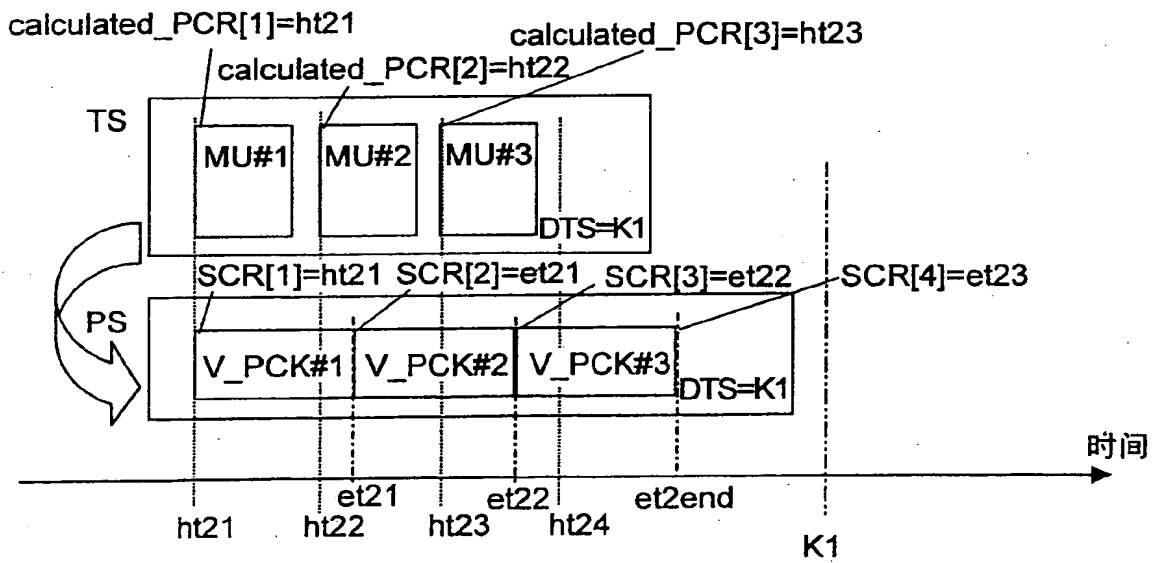 calculated_PCR[1]=ht21
calculated_PCR[3]=ht23
calculated_PCR[2]=ht22
TS
MU#1 MU#2 MU#3
DTS=K1
SCR[1]=ht21 SCR[2]=et21 SCR[3]=et22 SCR[4]=et23
PS
V_PCK#1 V_PCK#2 V_PCK#3
DTS=K1
时间
et21 et22 et2end
ht21 ht22 ht23 ht24
K1